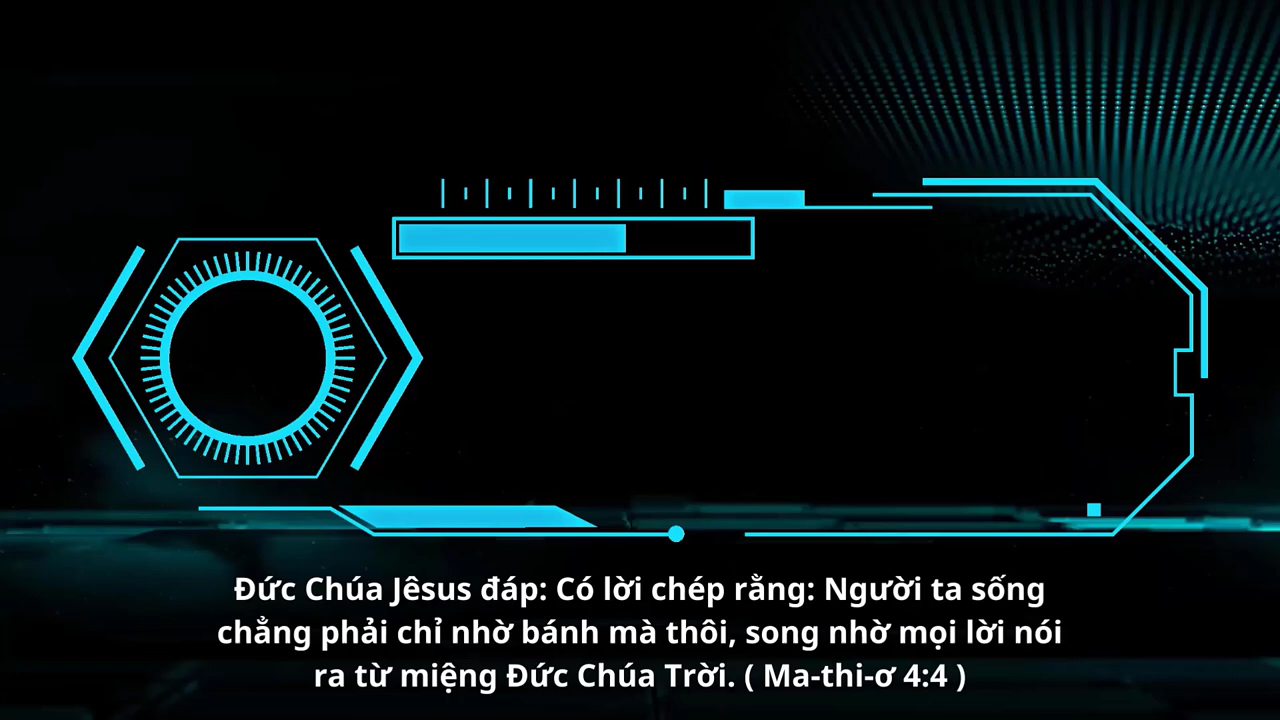 Đức Chúa Jêsus đáp: Có lời chép rằng: Người ta sống
chẳng phải chỉ nhờ bánh mà thôi, song nhờ mọi lời nói
ra từ miệng Đức Chúa Trời. ( Ma-thi-ơ 4:4 )